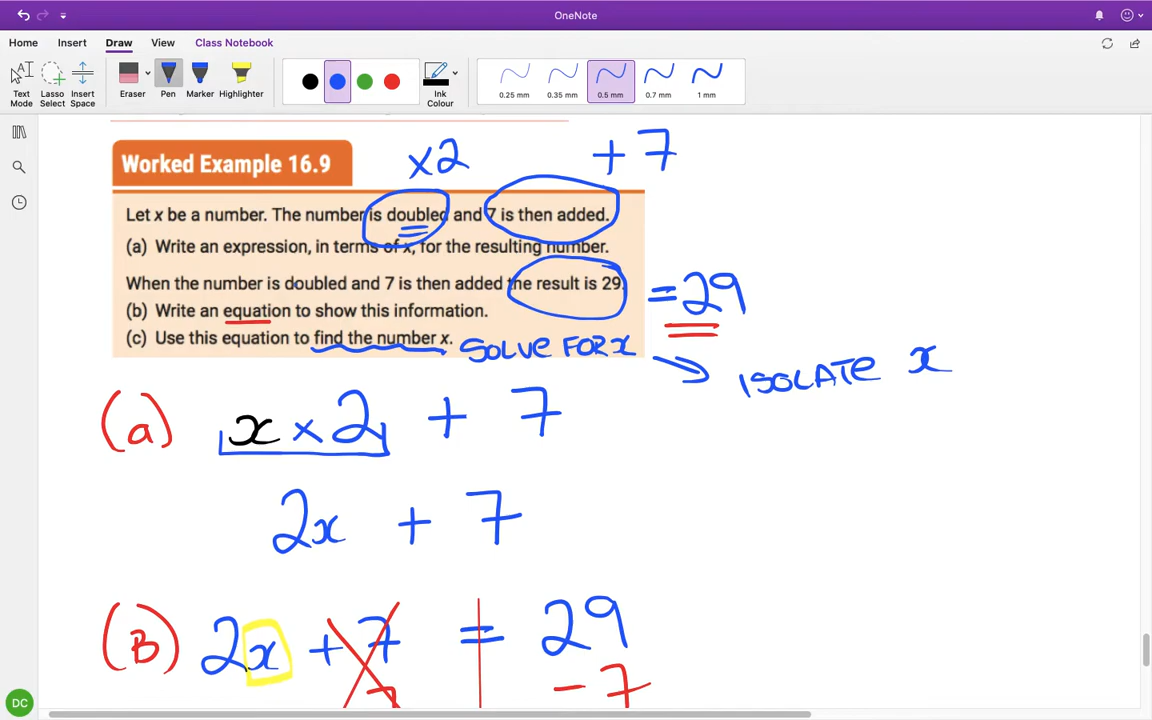 OneNote
Home Insert Draw View Class Notebook
Text Mode Lasso Select Insert Space Eraser Pen Marker Highlighter Ink Colour 0.25 mm 0.35 mm 0.5 mm 0.7 mm 1 mm
×2 + 7
Worked Example 16.9
Let x be a number. The number is doubled and 7 is then added.
(a) Write an expression, in terms of x, for the resulting number.
When the number is doubled and 7 is then added the result is 29.
= 29
(b) Write an equation to show this information.
(c) Use this equation to find the number x.
SOLVE FOR x
ISOLATE x
(a) x × 2 + 7
2x + 7
(B) 2x + 7 = 29
- 7
DC